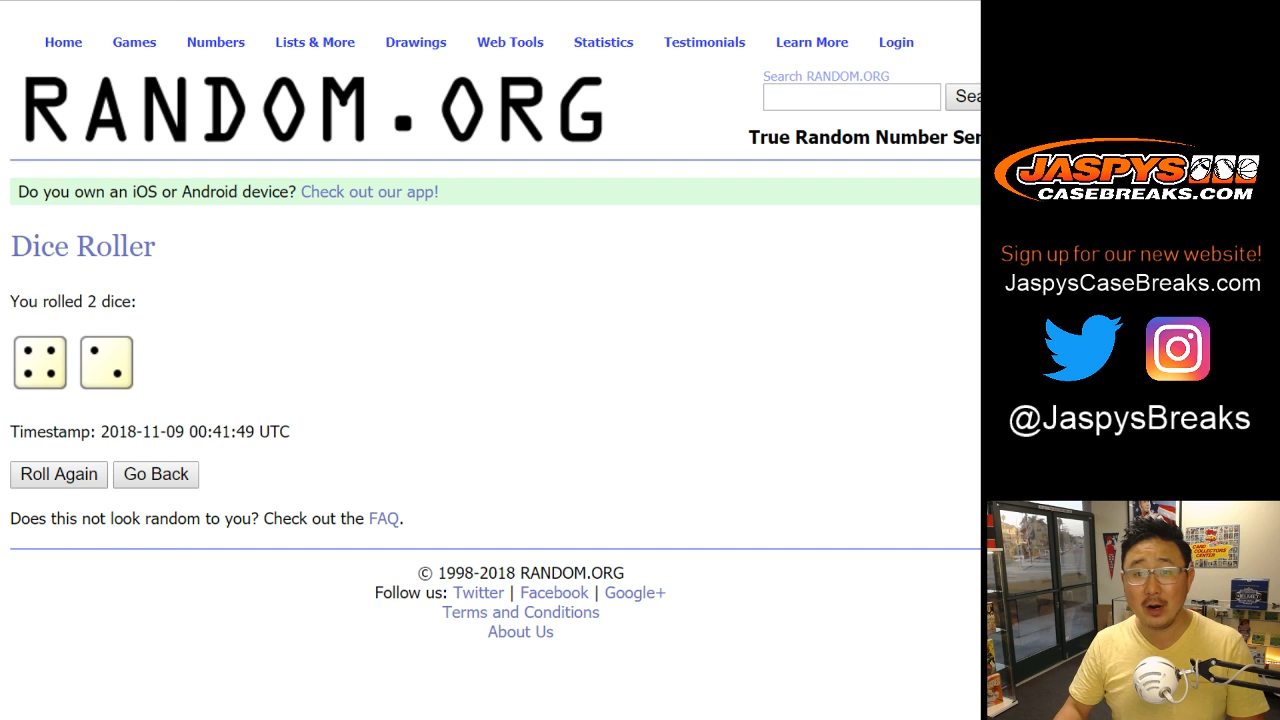 Home Games Numbers Lists & More Drawings Web Tools Statistics Testimonials Learn More Login
RANDOM.ORG
Search RANDOM.ORG
Sea
True Random Number Ser
Do you own an iOS or Android device? Check out our app!
Dice Roller
You rolled 2 dice:
Timestamp: 2018-11-09 00:41:49 UTC
Roll Again Go Back
Does this not look random to you? Check out the FAQ.
© 1998-2018 RANDOM.ORG
Follow us: Twitter | Facebook | Google+
Terms and Conditions
About Us
JASPYS
CASEBREAKS.COM
Sign up for our new website!
JaspysCaseBreaks.com
@JaspysBreaks
CARD
COLLECTORS
CENTER